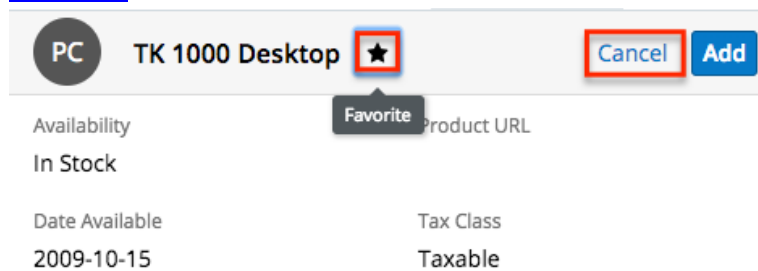 PC TK 1000 Desktop Cancel Add
Favorite
Availability Product URL
In Stock
Date Available Tax Class
2009-10-15 Taxable